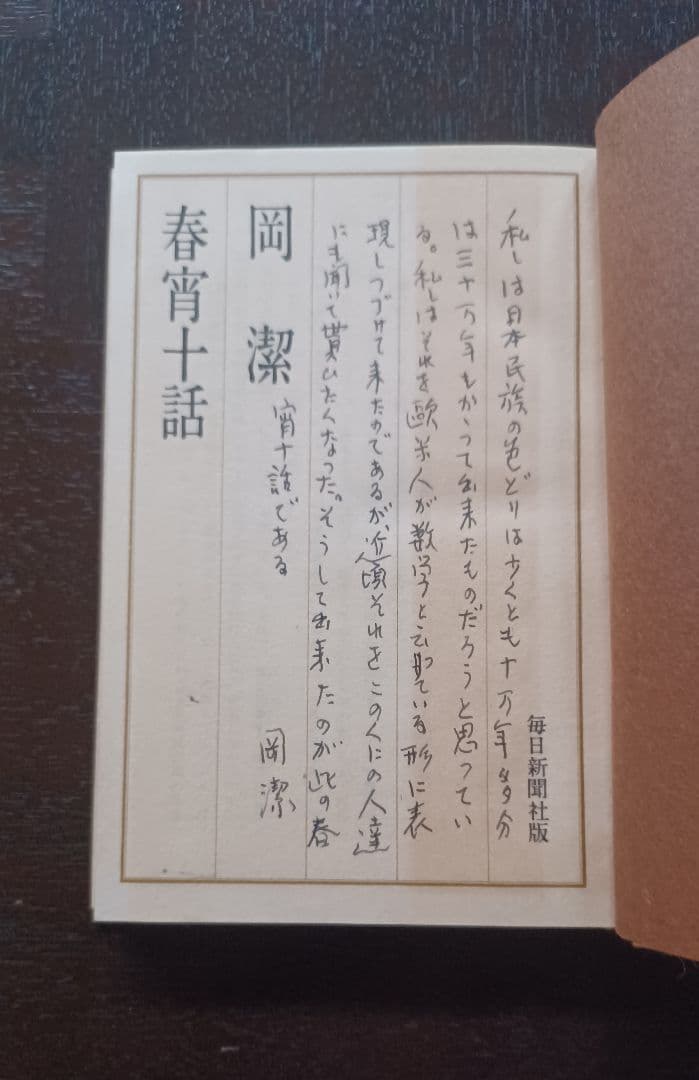 私しは日本民族の色どりは少くとも十万年多分
は三十万年もかって出来たものだろうと思ってい
る。私しはそれを歐米人が数学と云っている形に表
現しつづけて来たのであるが、近頃それをこのくにの人達
にも聞いて貰ひたくなった。そうして出来たのが此の春
宵十話である
岡潔
毎日新聞社版
岡潔
春宵十話